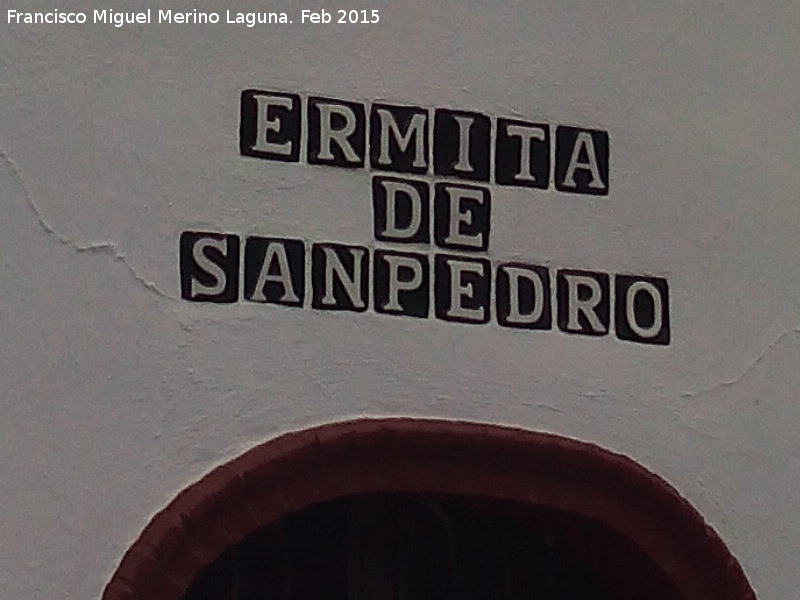 Francisco Miguel Merino Laguna. Feb 2015
ERMITA
DE
SANPEDRO